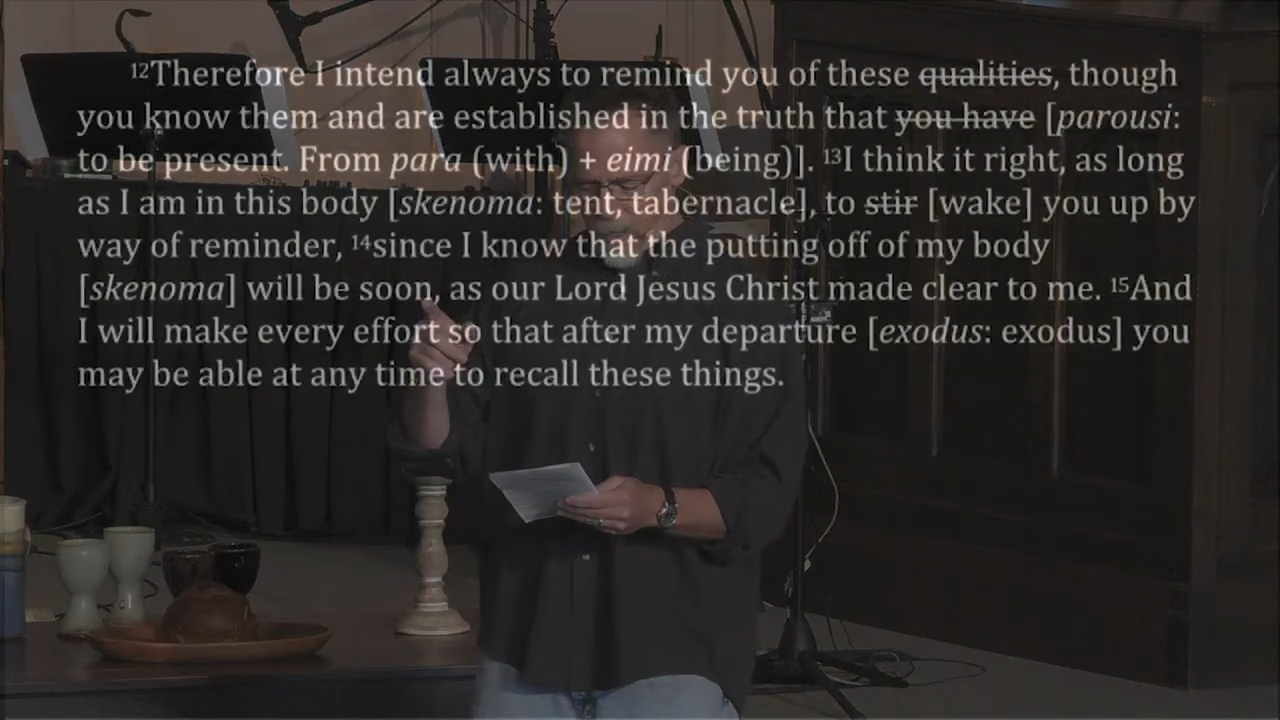 ¹²Therefore I intend always to remind you of these qualities, though
you know them and are established in the truth that you have [parousi:
to be present. From para (with) + eimi (being)]. ¹³I think it right, as long
as I am in this body [skenoma: tent, tabernacle], to stir [wake] you up by
way of reminder, ¹⁴since I know that the putting off of my body
[skenoma] will be soon, as our Lord Jesus Christ made clear to me. ¹⁵And
I will make every effort so that after my departure [exodus: exodus] you
may be able at any time to recall these things.